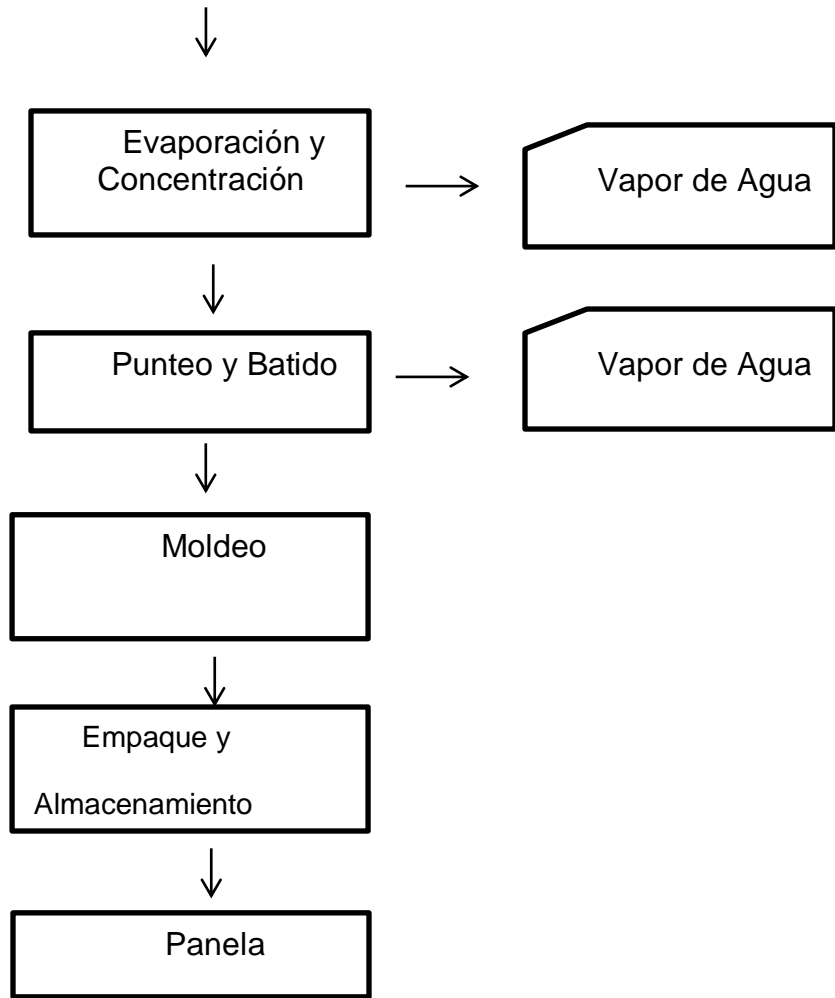 Evaporación y
Concentración
Vapor de Agua
Punteo y Batido
Vapor de Agua
Moldeo
Empaque y
Almacenamiento
Panela